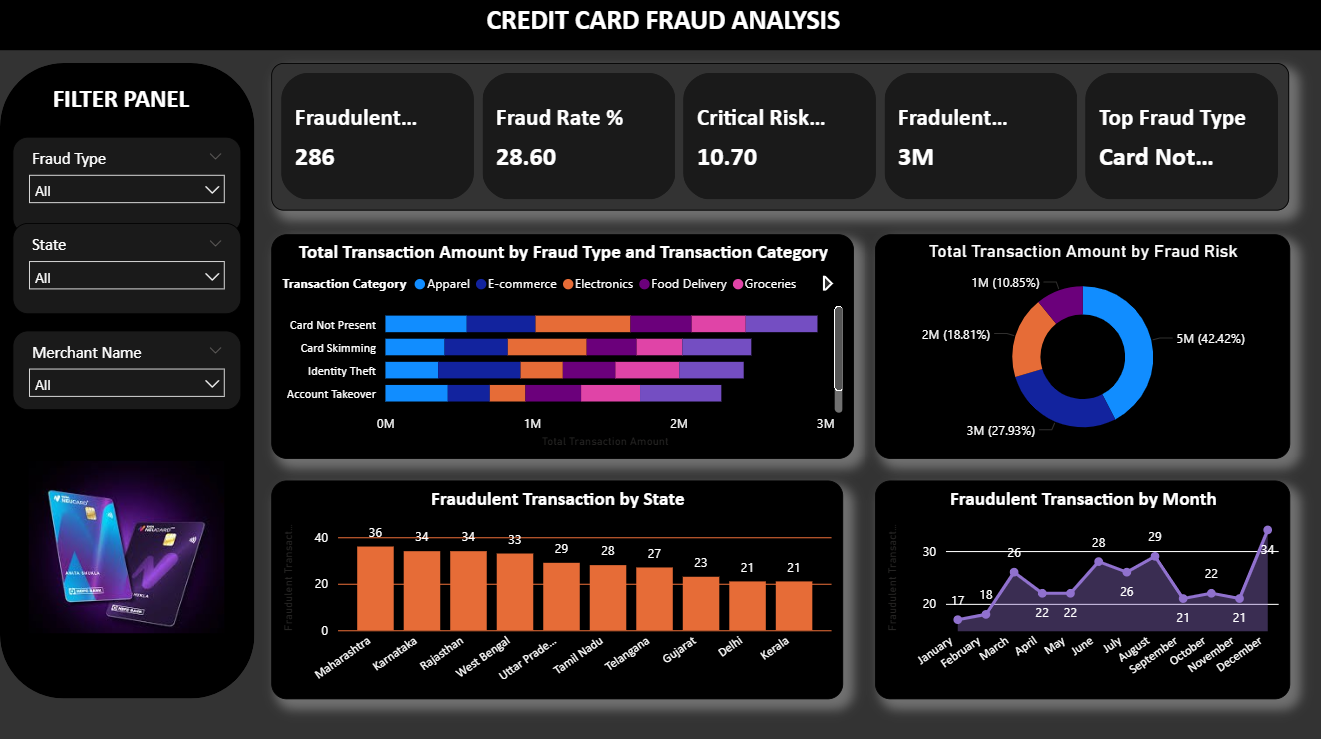 CREDIT CARD FRAUD ANALYSIS
FILTER PANEL
Fraud Type
All
State
All
Merchant Name
All
Fraudulent...
286
Fraud Rate %
28.60
Critical Risk...
10.70
Fradulent...
3M
Top Fraud Type
Card Not...
Total Transaction Amount by Fraud Type and Transaction Category
Transaction Category Apparel E-commerce Electronics Food Delivery Groceries
Card Not Present
Card Skimming
Identity Theft
Account Takeover
0M 1M 2M 3M
Total Transaction Amount
Total Transaction Amount by Fraud Risk
1M (10.85%)
2M (18.81%)
5M (42.42%)
3M (27.93%)
Fraudulent Transaction by State
Fraudulent Transact...
40
20
0
36 34 34 33 29 28 27 23 21 21
Maharashtra Karnataka Rajasthan West Bengal Uttar Prade... Tamil Nadu Telangana Gujarat Delhi Kerala
Fraudulent Transaction by Month
Fraudulent Transact...
30
20
17 18 26 22 22 28 26 29 21 22 21 34
January February March April May June July August September October November December
NEUCARD
HDFC BANK
NEUCARD
HDFC BANK